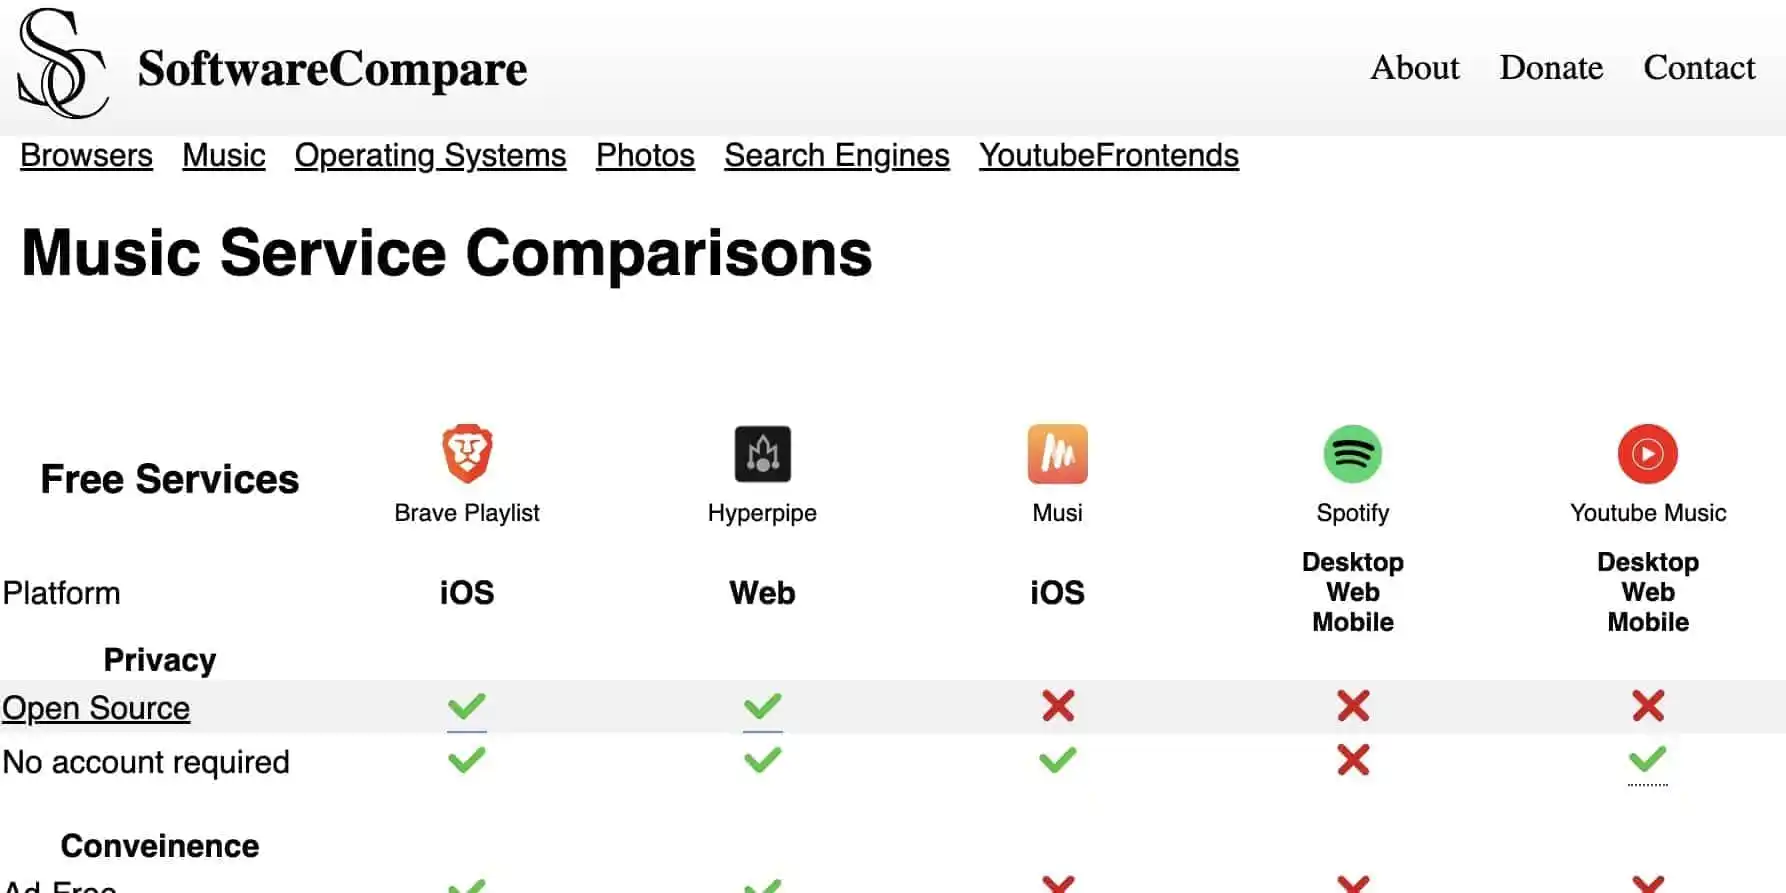 SC SoftwareCompare About Donate Contact
Browsers Music Operating Systems Photos Search Engines YoutubeFrontends
Music Service Comparisons
Free Services Brave Playlist Hyperpipe Musi Spotify Youtube Music
Platform iOS Web iOS Desktop Web Mobile Desktop Web Mobile
Privacy
Open Source
No account required
Conveinence
Ad-Free